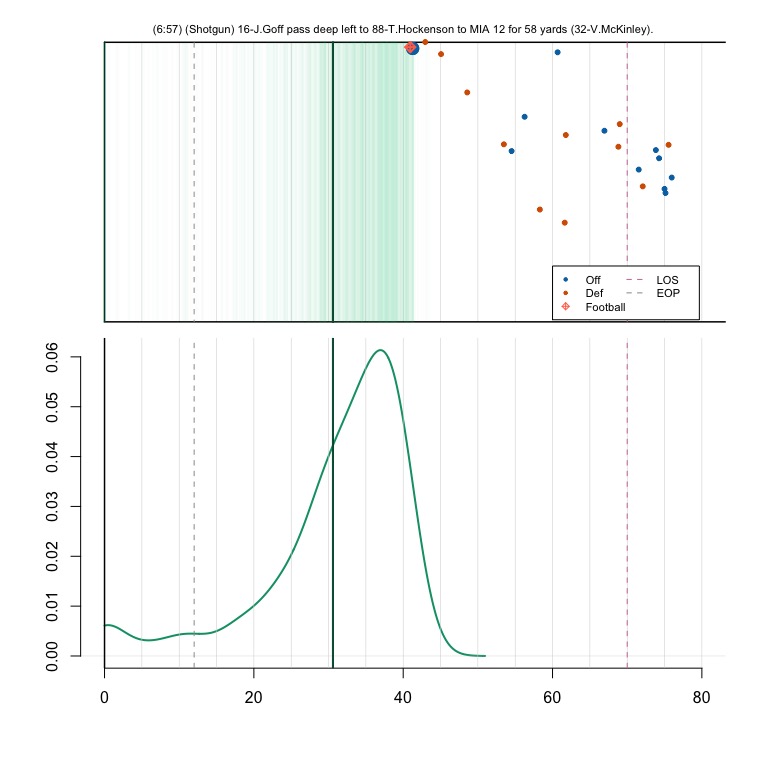 (6:57) (Shotgun) 16-J.Goff pass deep left to 88-T.Hockenson to MIA 12 for 58 yards (32-V.McKinley).
Off LOS
Def EOP
Football
0.06
0.05
0.04
0.03
0.02
0.01
0.00
0 20 40 60 80